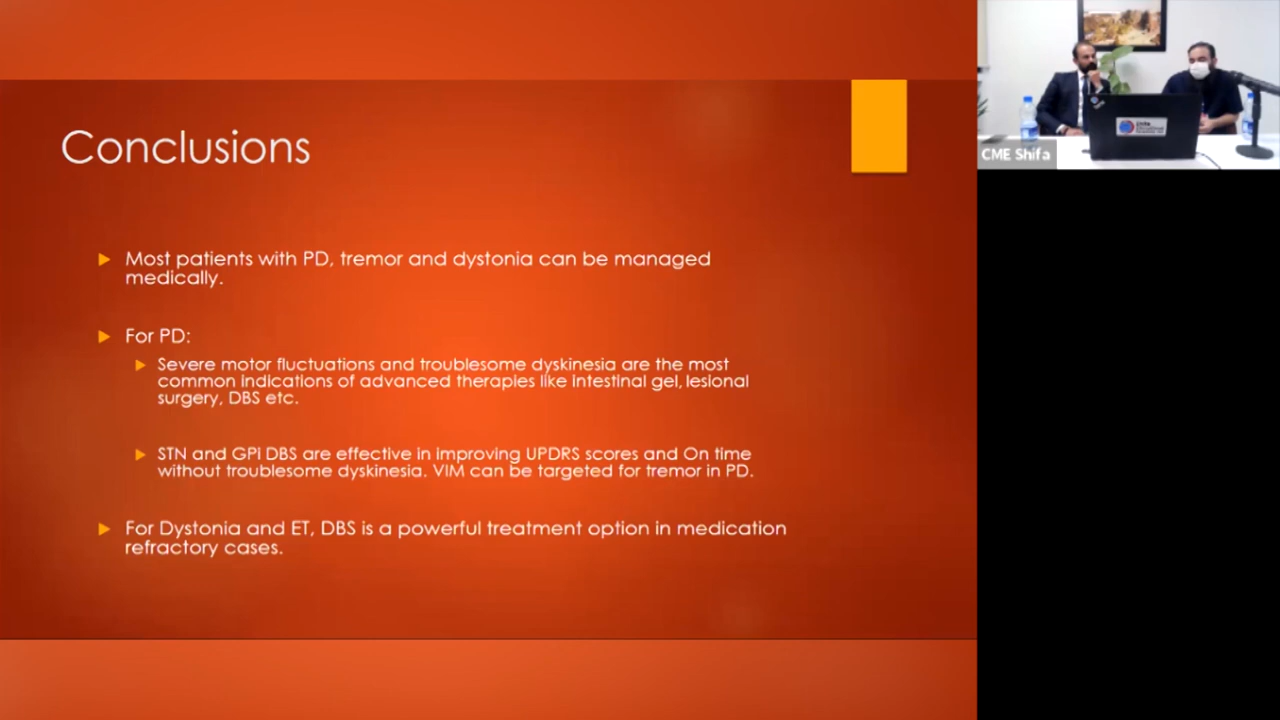 Conclusions
Most patients with PD, tremor and dystonia can be managed
medically.
For PD:
Severe motor fluctuations and troublesome dyskinesia are the most
common indications of advanced therapies like intestinal gel, lesional
surgery, DBS etc.
STN and GPi DBS are effective in improving UPDRS scores and On time
without troublesome dyskinesia. VIM can be targeted for tremor in PD.
For Dystonia and ET, DBS is a powerful treatment option in medication
refractory cases.
CME Shifa